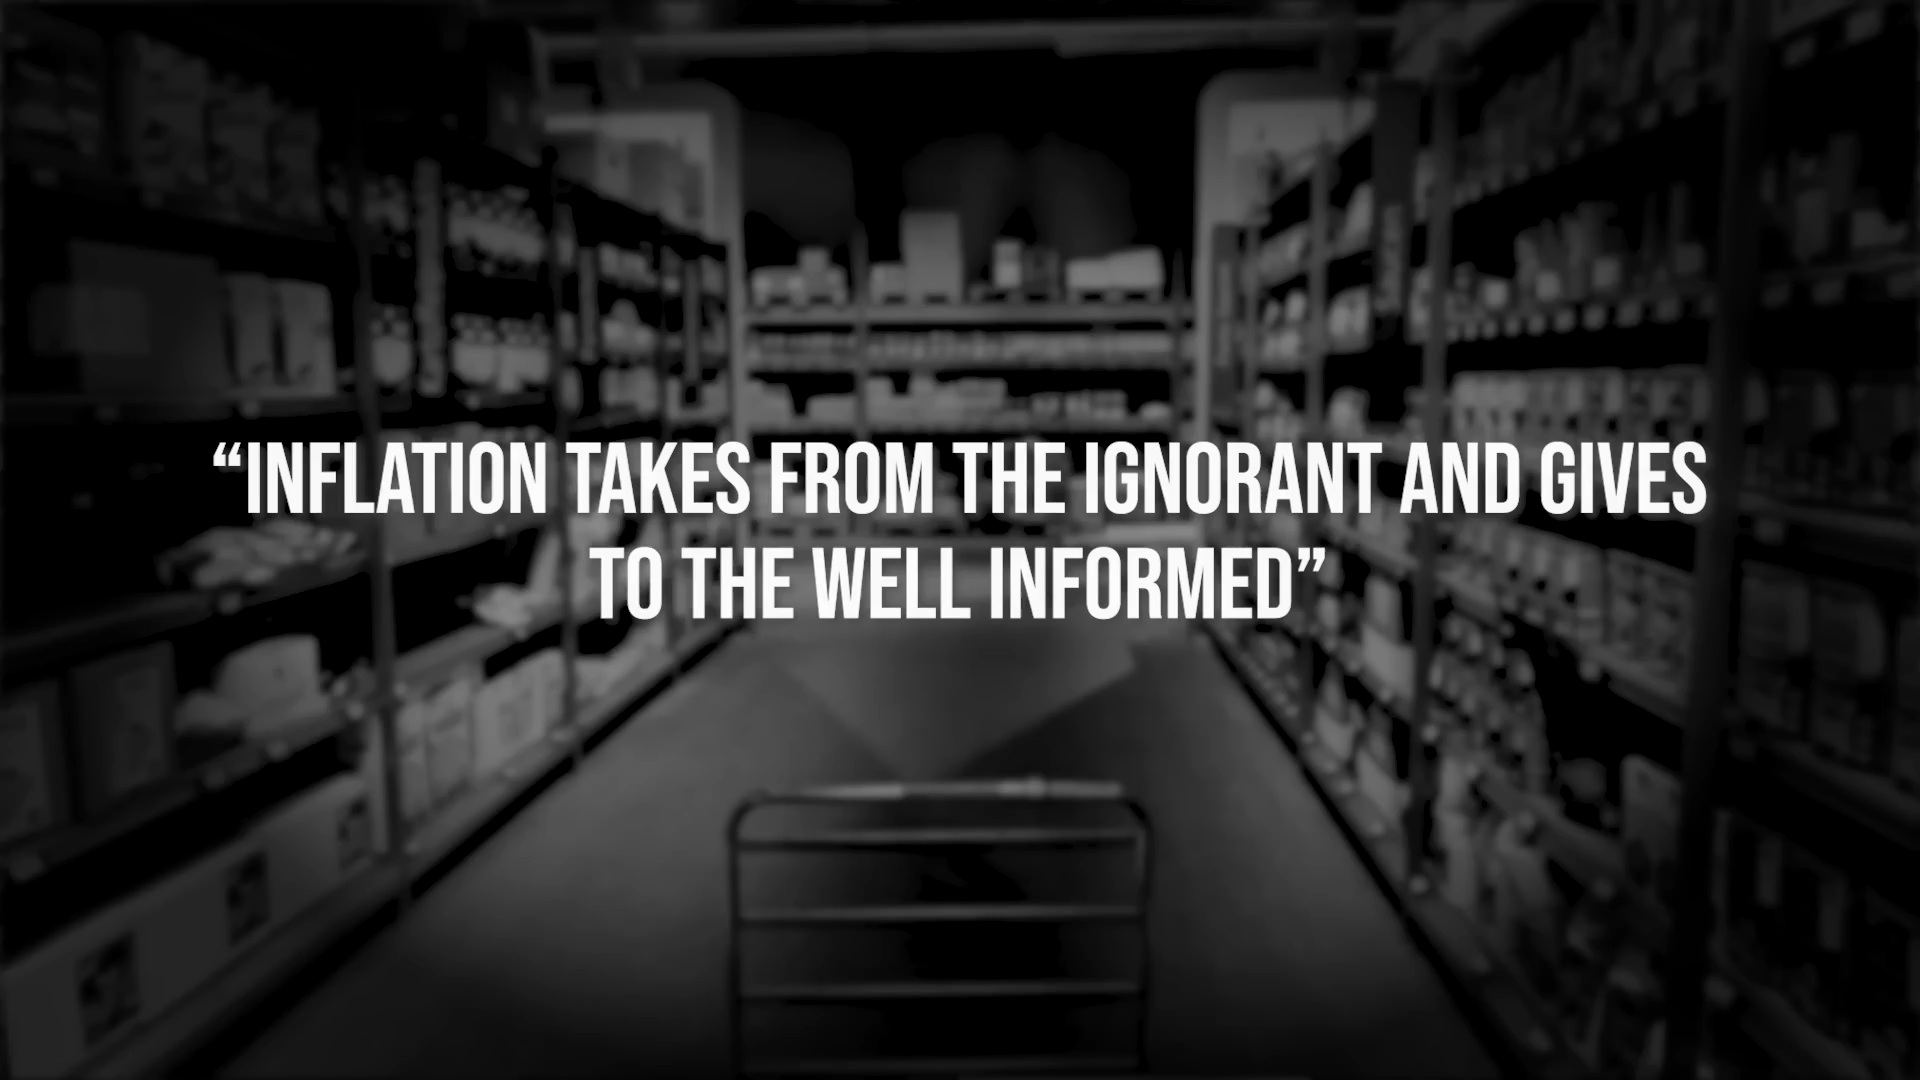 “INFLATION TAKES FROM THE IGNORANT AND GIVES
TO THE WELL INFORMED”